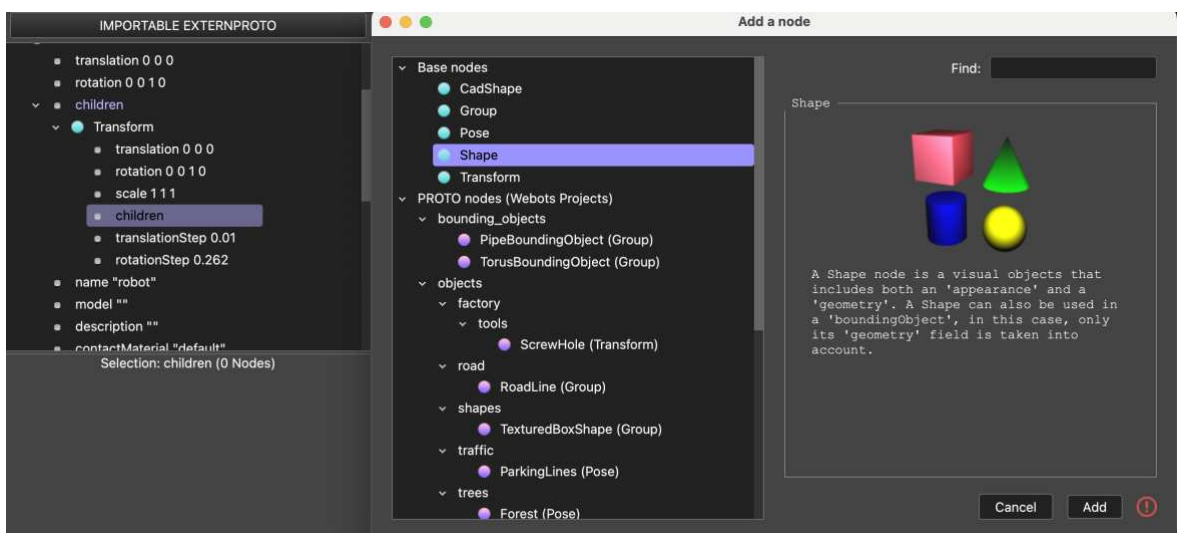 IMPORTABLE EXTERNPROTO
translation 0 0 0
rotation 0 0 1 0
children
Transform
translation 0 0 0
rotation 0 0 1 0
scale 1 1 1
children
translationStep 0.01
rotationStep 0.262
name "robot"
model ""
description ""
contactMaterial "default"
Selection: children (0 Nodes)
Add a node
Base nodes
CadShape
Group
Pose
Shape
Transform
PROTO nodes (Webots Projects)
bounding_objects
PipeBoundingObject (Group)
TorusBoundingObject (Group)
objects
factory
tools
ScrewHole (Transform)
road
RoadLine (Group)
shapes
TexturedBoxShape (Group)
traffic
ParkingLines (Pose)
trees
Forest (Pose)
Find:
Shape
A Shape node is a visual objects that
includes both an 'appearance' and a
'geometry'. A Shape can also be used in
a 'boundingObject', in this case, only
its 'geometry' field is taken into
account.
Cancel
Add